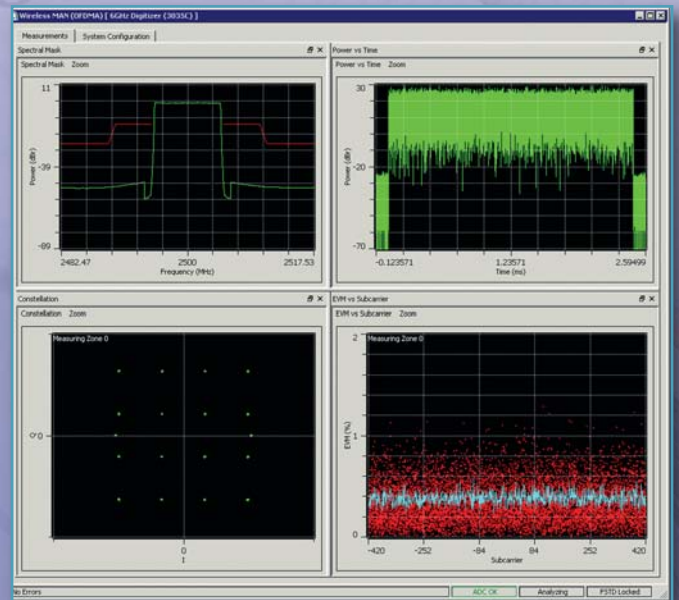 Wireless MAN (OFDMA) [ 6GHz Digitizer (3035C) ]
Measurements System Configuration
Spectral Mask
Spectral Mask Zoom
11
-39
-89
Power (dBr)
2482.47 2500 2517.53
Frequency (MHz)
Power vs Time
Power vs Time Zoom
30
-20
-70
Power (dBr)
-0.123571 1.23571 2.59499
Time (ms)
Constellation
Constellation Zoom
Measuring Zone 0
Q 0
0
I
EVM vs Subcarrier
EVM vs Subcarrier Zoom
Measuring Zone 0
2
1
0
EVM (%)
-420 -252 -84 84 252 420
Subcarrier
No Errors ADC OK Analyzing PSTD Locked